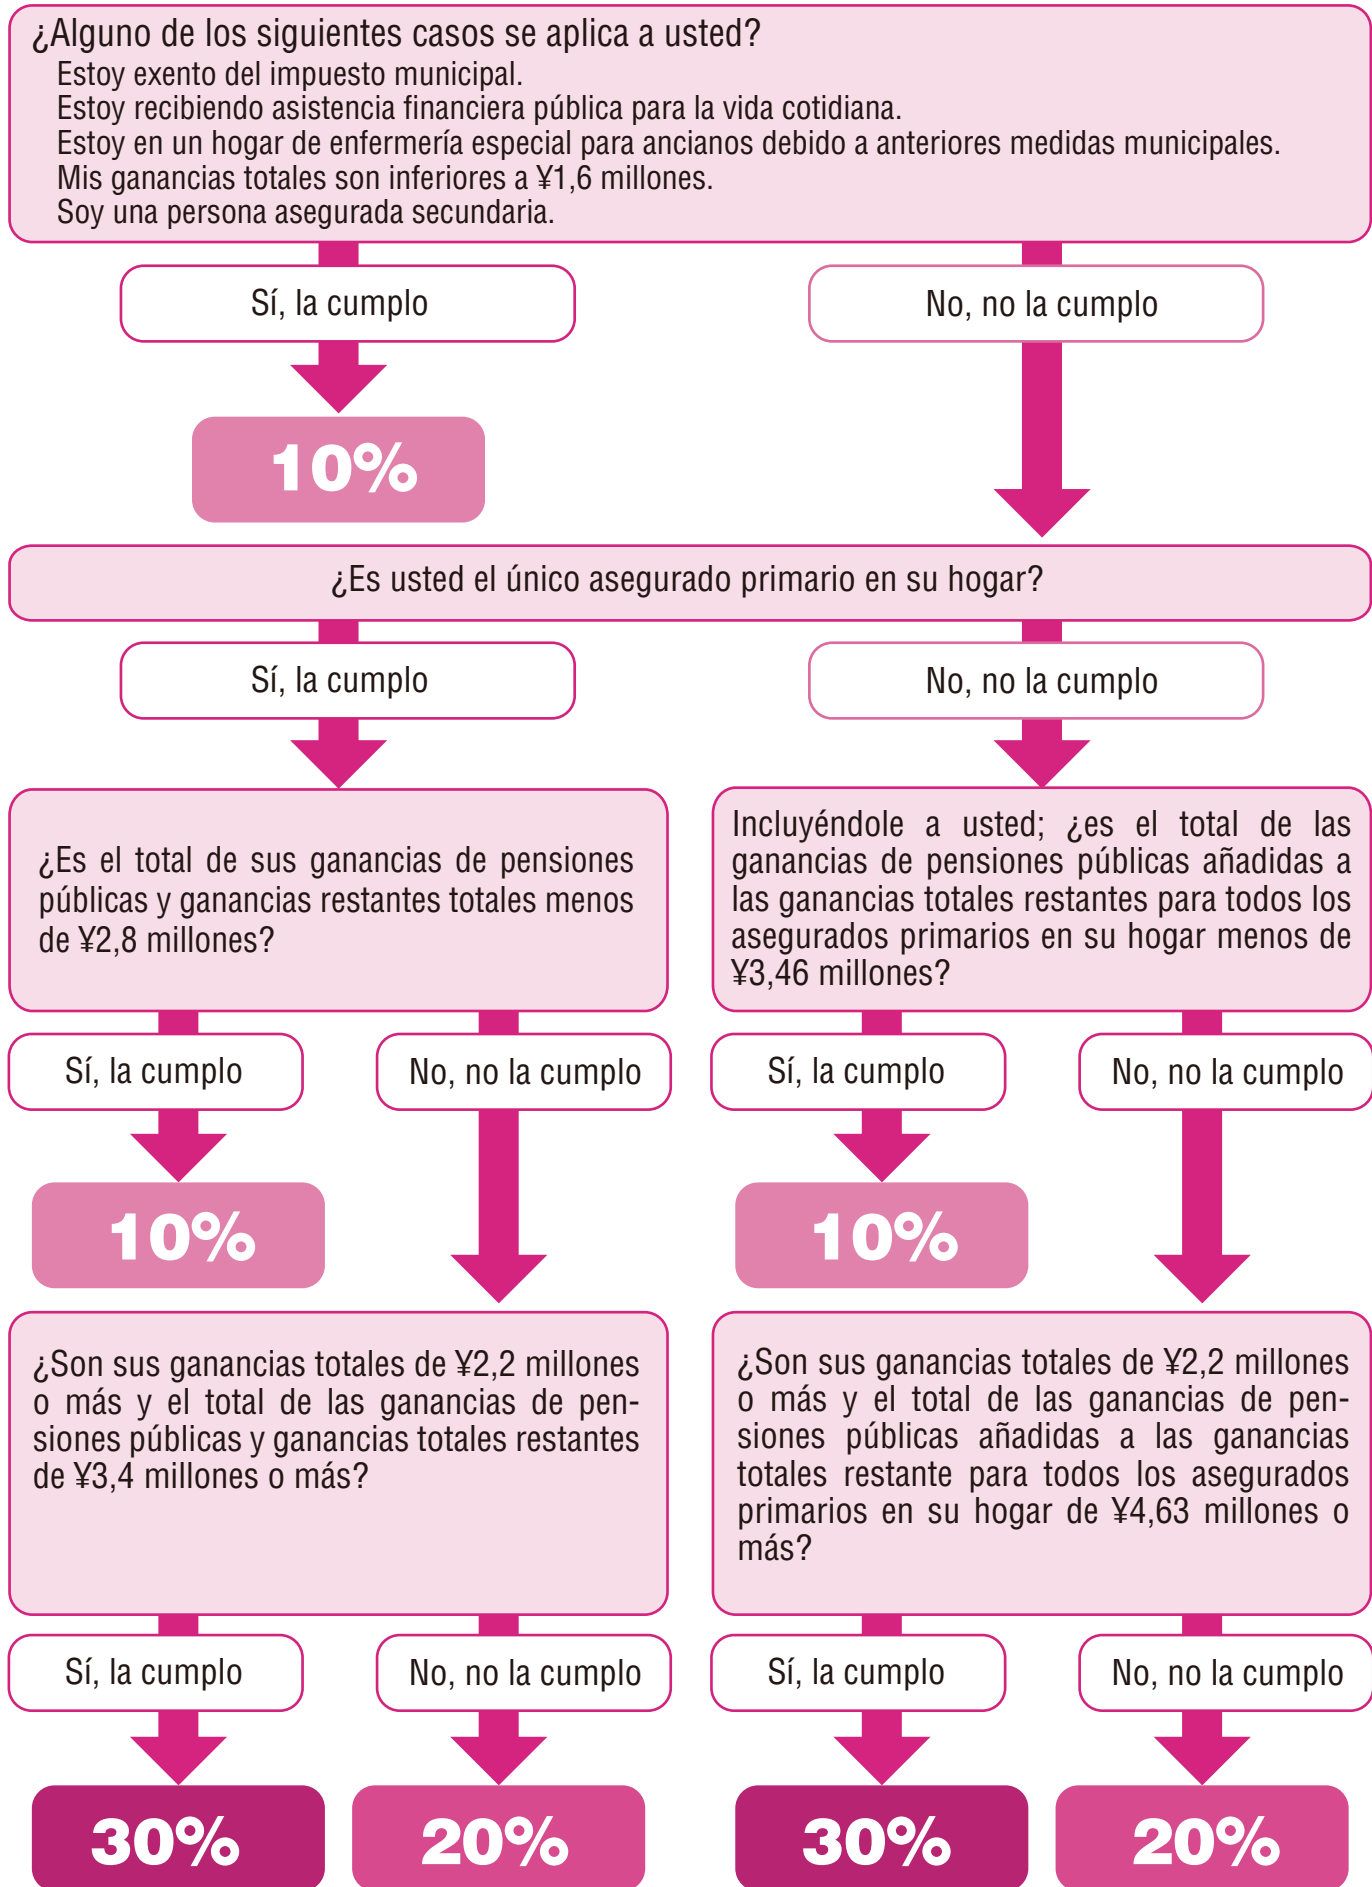 ¿Alguno de los siguientes casos se aplica a usted?
Estoy exento del impuesto municipal.
Estoy recibiendo asistencia financiera pública para la vida cotidiana.
Estoy en un hogar de enfermería especial para ancianos debido a anteriores medidas municipales.
Mis ganancias totales son inferiores a ¥1,6 millones.
Soy una persona asegurada secundaria.
Sí, la cumplo
No, no la cumplo
10%
¿Es usted el único asegurado primario en su hogar?
Sí, la cumplo
No, no la cumplo
¿Es el total de sus ganancias de pensiones
públicas y ganancias restantes totales menos
de ¥2,8 millones?
Incluyéndole a usted; ¿es el total de las
ganancias de pensiones públicas añadidas a
las ganancias totales restantes para todos los
asegurados primarios en su hogar menos de
¥3,46 millones?
Sí, la cumplo
No, no la cumplo
Sí, la cumplo
No, no la cumplo
10%
10%
¿Son sus ganancias totales de ¥2,2 millones
o más y el total de las ganancias de pen-
siones públicas y ganancias totales restantes
de ¥3,4 millones o más?
¿Son sus ganancias totales de ¥2,2 millones
o más y el total de las ganancias de pen-
siones públicas añadidas a las ganancias
totales restante para todos los asegurados
primarios en su hogar de ¥4,63 millones o
más?
Sí, la cumplo
No, no la cumplo
Sí, la cumplo
No, no la cumplo
30%
20%
30%
20%